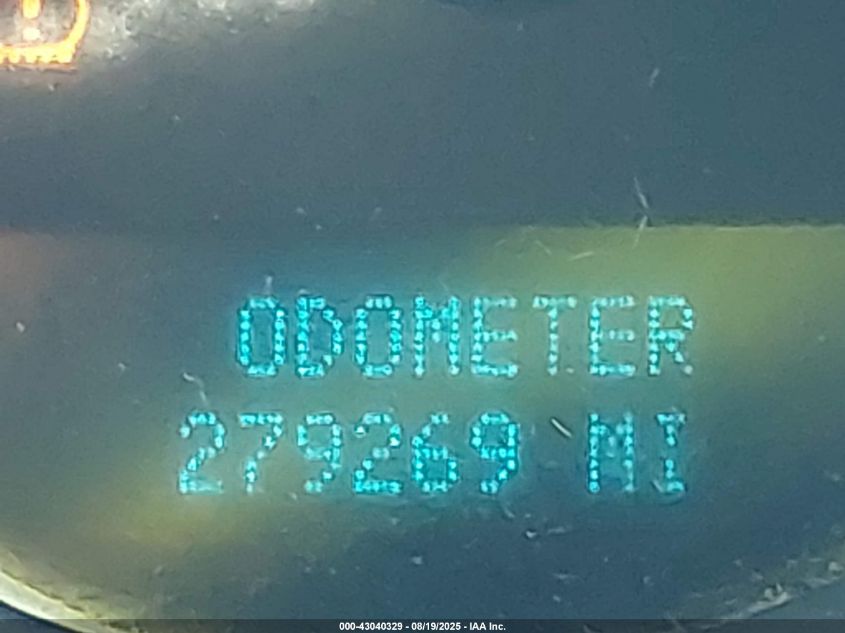 ODOMETER
279269 MI
000-43040329 - 08/19/2025 - IAA Inc.